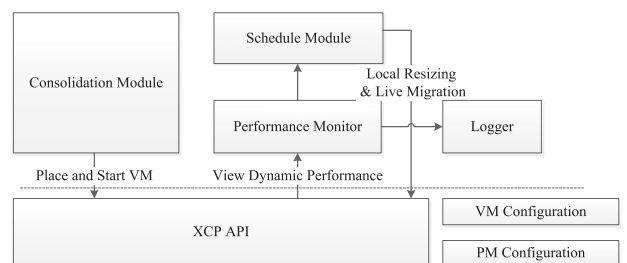 Schedule Module
Consolidation Module
Local Resizing
& Live Migration
Performance Monitor
Logger
Place and Start VM
View Dynamic Performance
XCP API
VM Configuration
PM Configuration